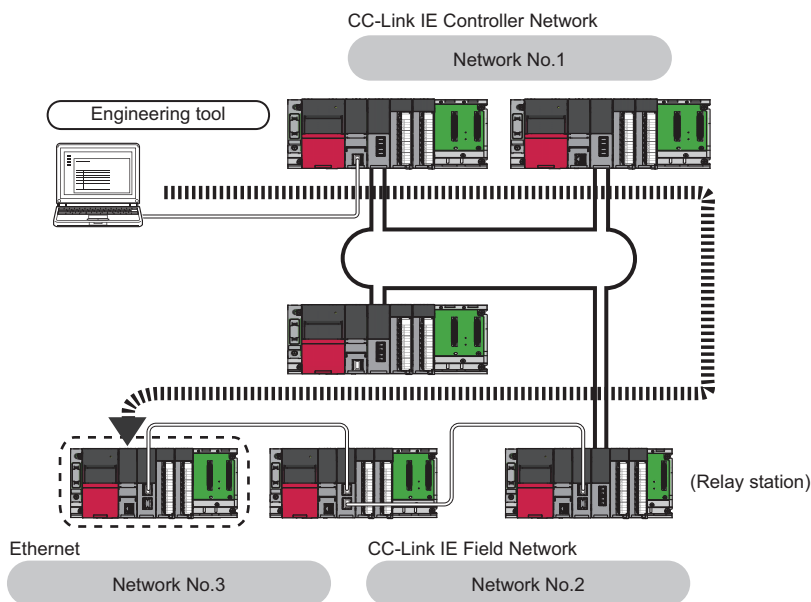 CC-Link IE Controller Network
Network No.1
Engineering tool
(Relay station)
Ethernet
CC-Link IE Field Network
Network No.3
Network No.2